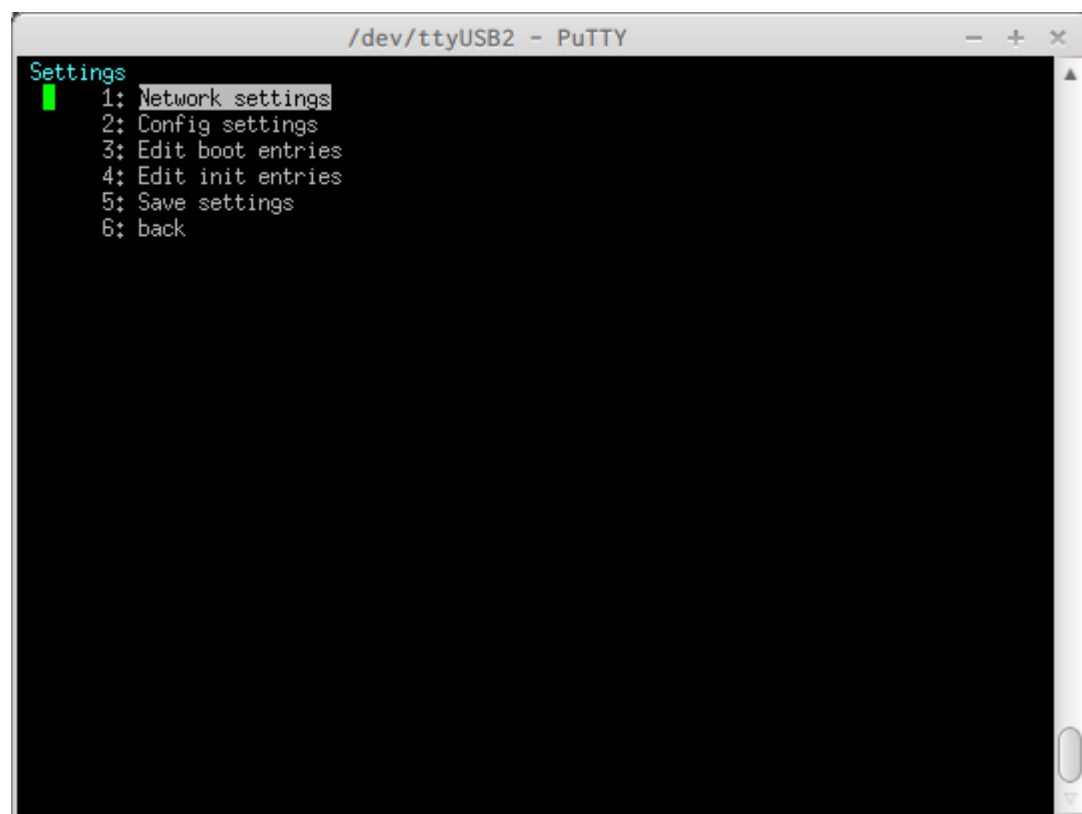 /dev/ttyUSB2 - PuTTY
Settings
1: Network settings
2: Config settings
3: Edit boot entries
4: Edit init entries
5: Save settings
6: back